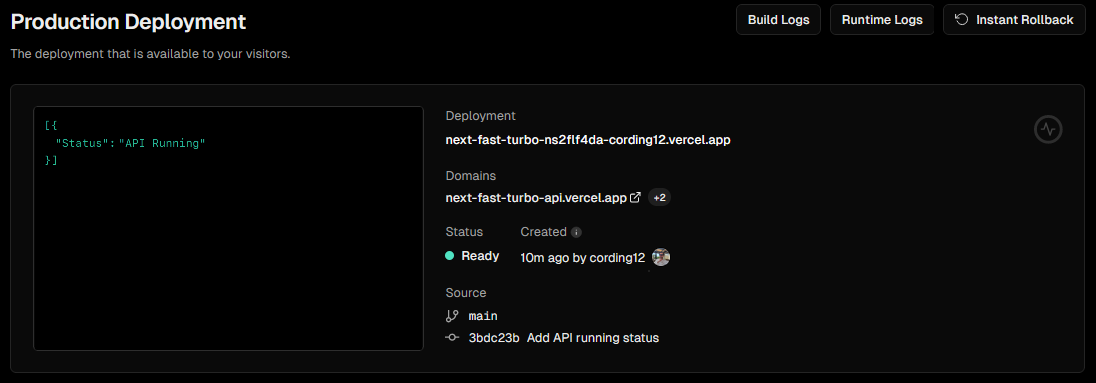 Production Deployment
Build Logs
Runtime Logs
Instant Rollback
The deployment that is available to your visitors.
[{
"Status": "API Running"
}]
Deployment
next-fast-turbo-ns2flf4da-cording12.vercel.app
Domains
next-fast-turbo-api.vercel.app +2
Status
Created
Ready
10m ago by cording12
Source
main
3bdc23b Add API running status